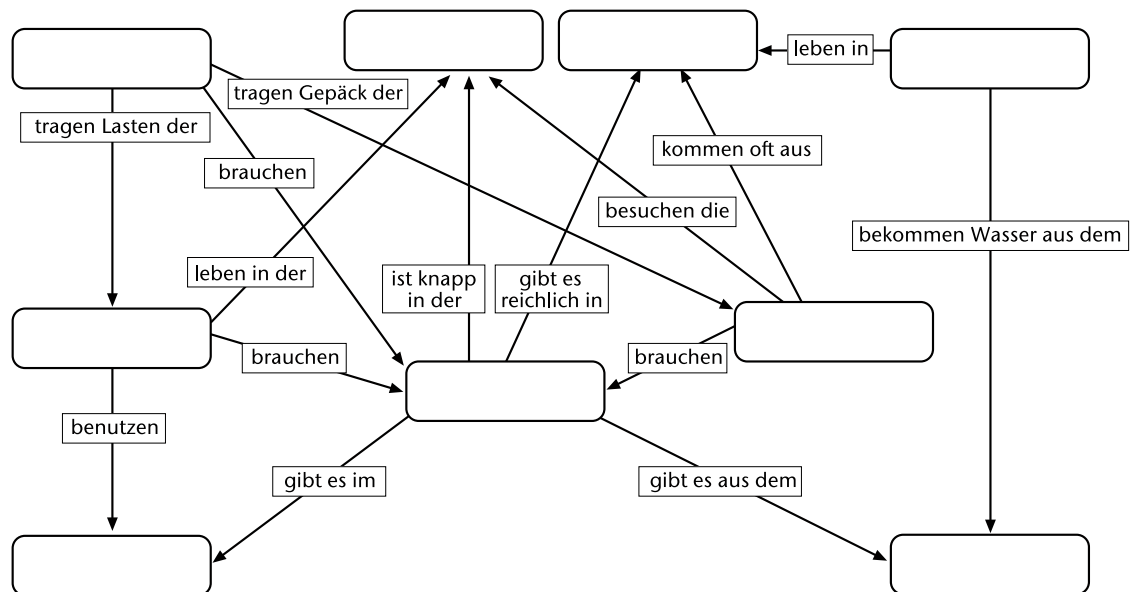 leben in
tragen Gepäck der
tragen Lasten der
kommen oft aus
brauchen
besuchen die
bekommen Wasser aus dem
leben in der
ist knapp
in der
gibt es
reichlich in
brauchen
brauchen
benutzen
gibt es im
gibt es aus dem